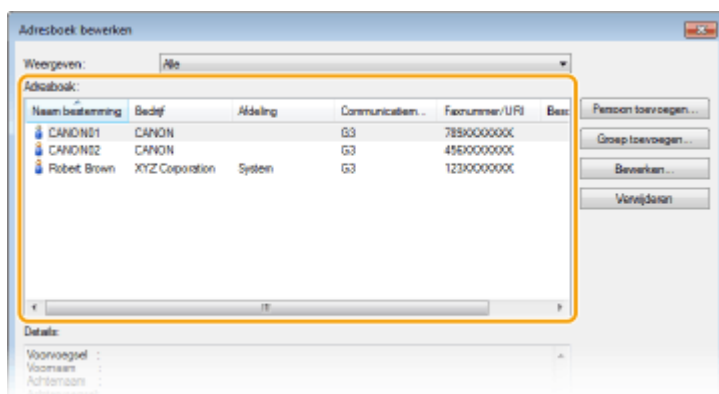 Adresboek bewerken
Weergeven: Alle
Adresboek:
Naam bestemming Bedrijf Afdeling Communicatiem... Faxnummer/URI Besc
CANON01 CANON G3 789XXXXXXX
CANON02 CANON G3 456XXXXXXX
Robert Brown XYZ Corporation System G3 123XXXXXXX
Persoon toevoegen...
Groep toevoegen...
Bewerken...
Verwijderen
Details:
Voorvoegsel :
Voornaam :
Achternaam :